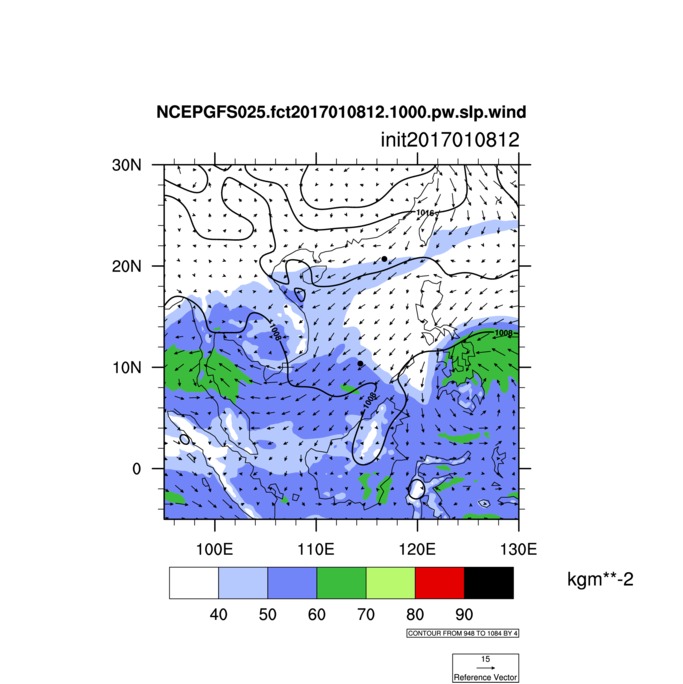 NCEPGFS025.fct2017010812.1000.pw.slp.wind
init2017010812
30N
1016
20N
1008
1008
10N
1008
0
100E 110E 120E 130E
kgm**-2
40 50 60 70 80 90
CONTOUR FROM 948 TO 1084 BY 4
15
Reference Vector